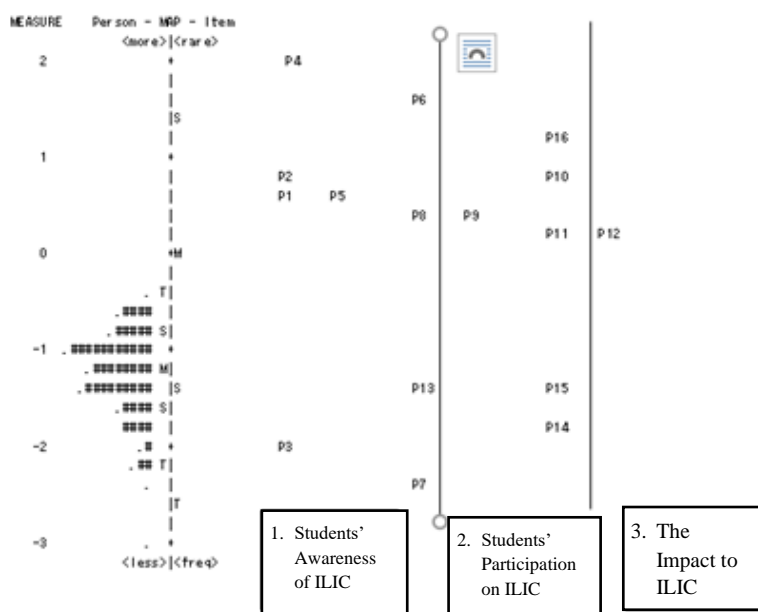 MEASURE Person - MAP - Item
<more>|<rare>
2 + P4
|
| P6
|S
| P16
1 +
| P2 P10
| P1 P5
| P8 P9
| P11 P12
0 +M
|
. T|
.#### |
.##### S|
-1 .########### +
.######## M|
.######### |S P13 P15
.#### S|
#### | P14
-2 .# + P3
.## T|
. | P7
|T
|
-3 . +
<less>|<freq>
1. Students'
Awareness
of ILIC
2. Students'
Participation
on ILIC
3. The
Impact to
ILIC